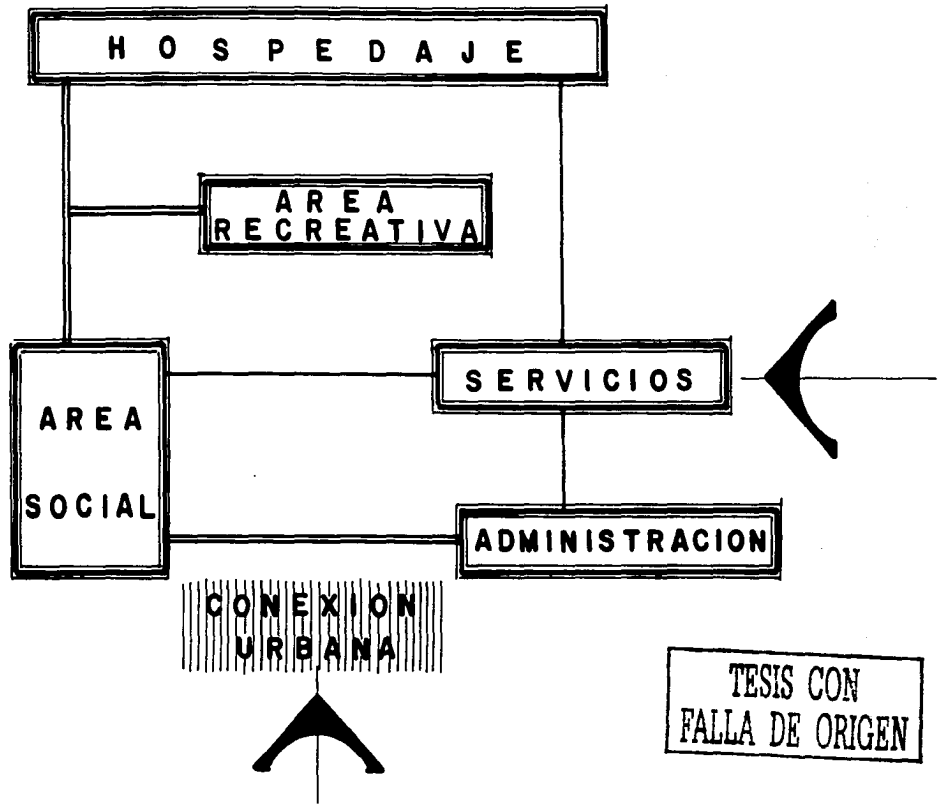 HOSPEDAJE
AREA
RECREATIVA
SERVICIOS
AREA
SOCIAL
ADMINISTRACION
CONEXION
URBANA
TESIS CON
FALLA DE ORIGEN